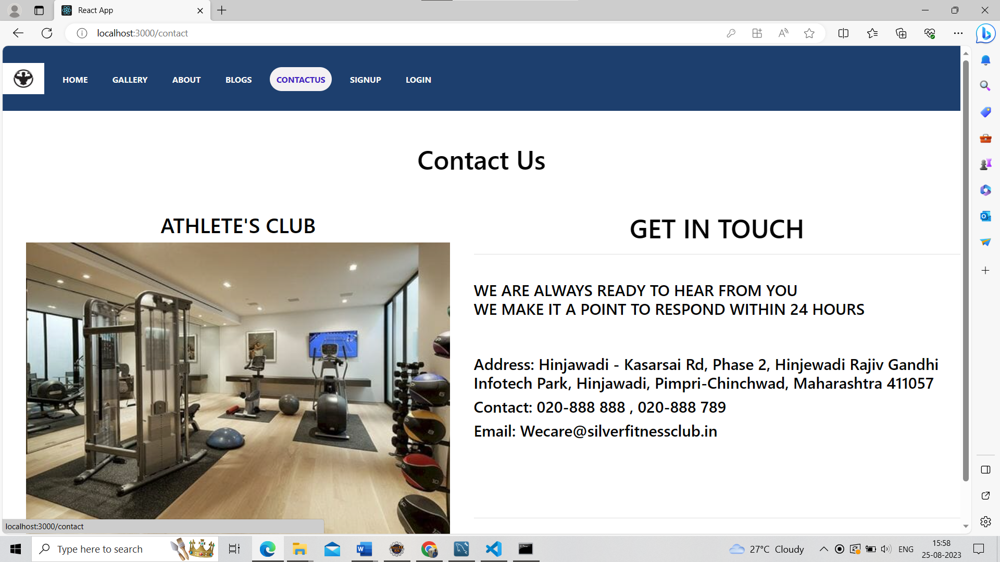 React App
localhost:3000/contact
HOME GALLERY ABOUT BLOGS CONTACTUS SIGNUP LOGIN
Contact Us
ATHLETE'S CLUB
GET IN TOUCH
WE ARE ALWAYS READY TO HEAR FROM YOU
WE MAKE IT A POINT TO RESPOND WITHIN 24 HOURS
Address: Hinjawadi - Kasarsai Rd, Phase 2, Hinjewadi Rajiv Gandhi
Infotech Park, Hinjawadi, Pimpri-Chinchwad, Maharashtra 411057
Contact: 020-888 888 , 020-888 789
Email: Wecare@silverfitnessclub.in
localhost:3000/contact
Type here to search
27°C Cloudy
ENG
15:58
25-08-2023